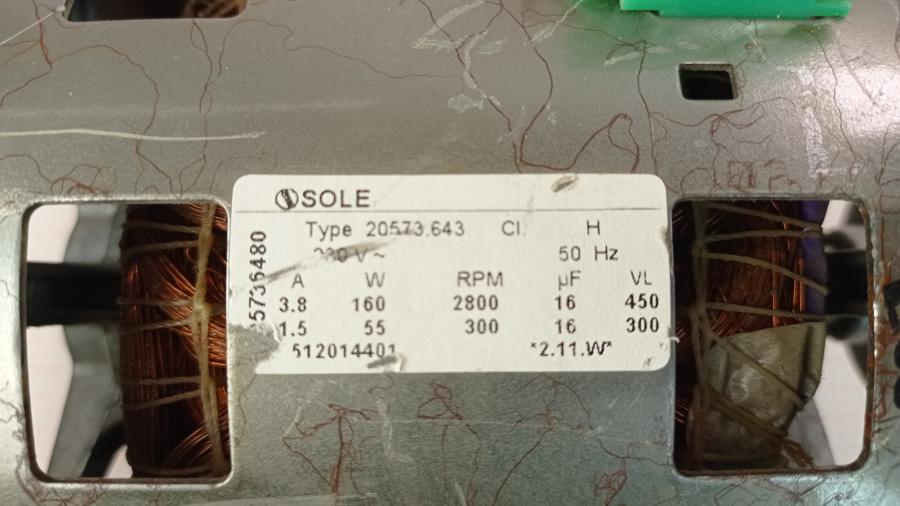 SOLE
Type 20573.643 Cl. H
230 V~ 50 Hz
A W RPM µF VL
3.8 160 2800 16 450
1.5 55 300 16 300
512014401 *2.11.W*
5736480